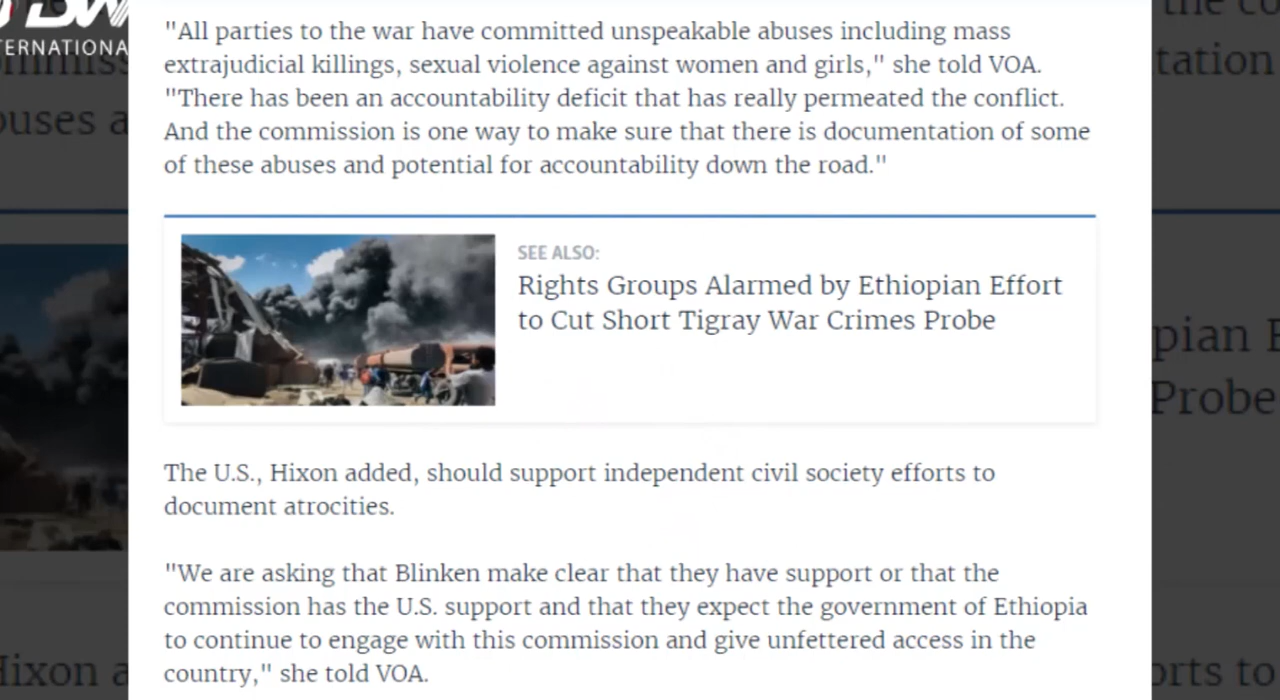 "All parties to the war have committed unspeakable abuses including mass
extrajudicial killings, sexual violence against women and girls," she told VOA.
"There has been an accountability deficit that has really permeated the conflict.
And the commission is one way to make sure that there is documentation of some
of these abuses and potential for accountability down the road."
SEE ALSO:
Rights Groups Alarmed by Ethiopian Effort
to Cut Short Tigray War Crimes Probe
The U.S., Hixon added, should support independent civil society efforts to
document atrocities.
"We are asking that Blinken make clear that they have support or that the
commission has the U.S. support and that they expect the government of Ethiopia
to continue to engage with this commission and give unfettered access in the
country," she told VOA.